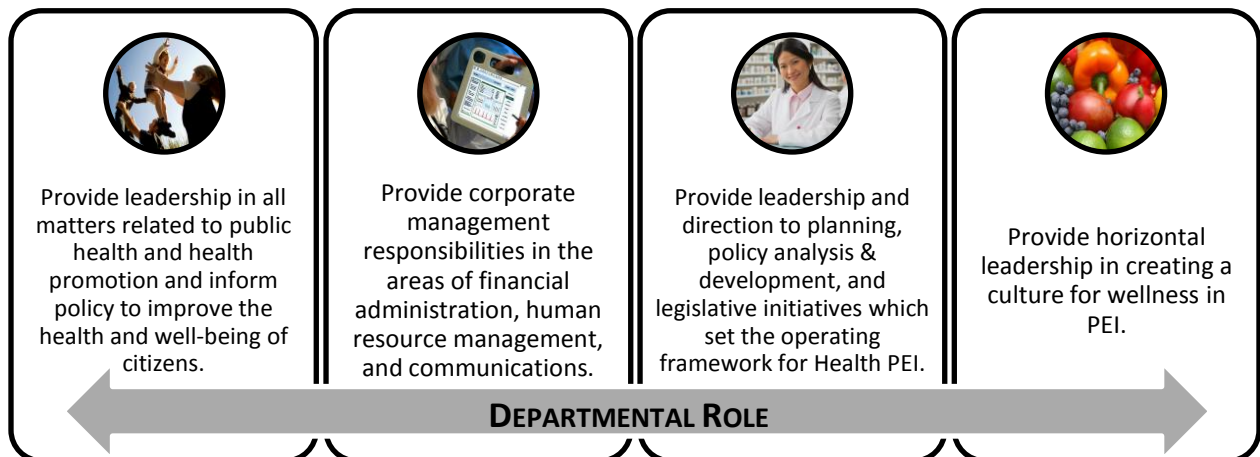 Provide leadership in all
matters related to public
health and health
promotion and inform
policy to improve the
health and well-being of
citizens.
Provide corporate
management
responsibilities in the
areas of financial
administration, human
resource management,
and communications.
Provide leadership and
direction to planning,
policy analysis &
development, and
legislative initiatives which
set the operating
framework for Health PEI.
Provide horizontal
leadership in creating a
culture for wellness in
PEI.
DEPARTMENTAL ROLE